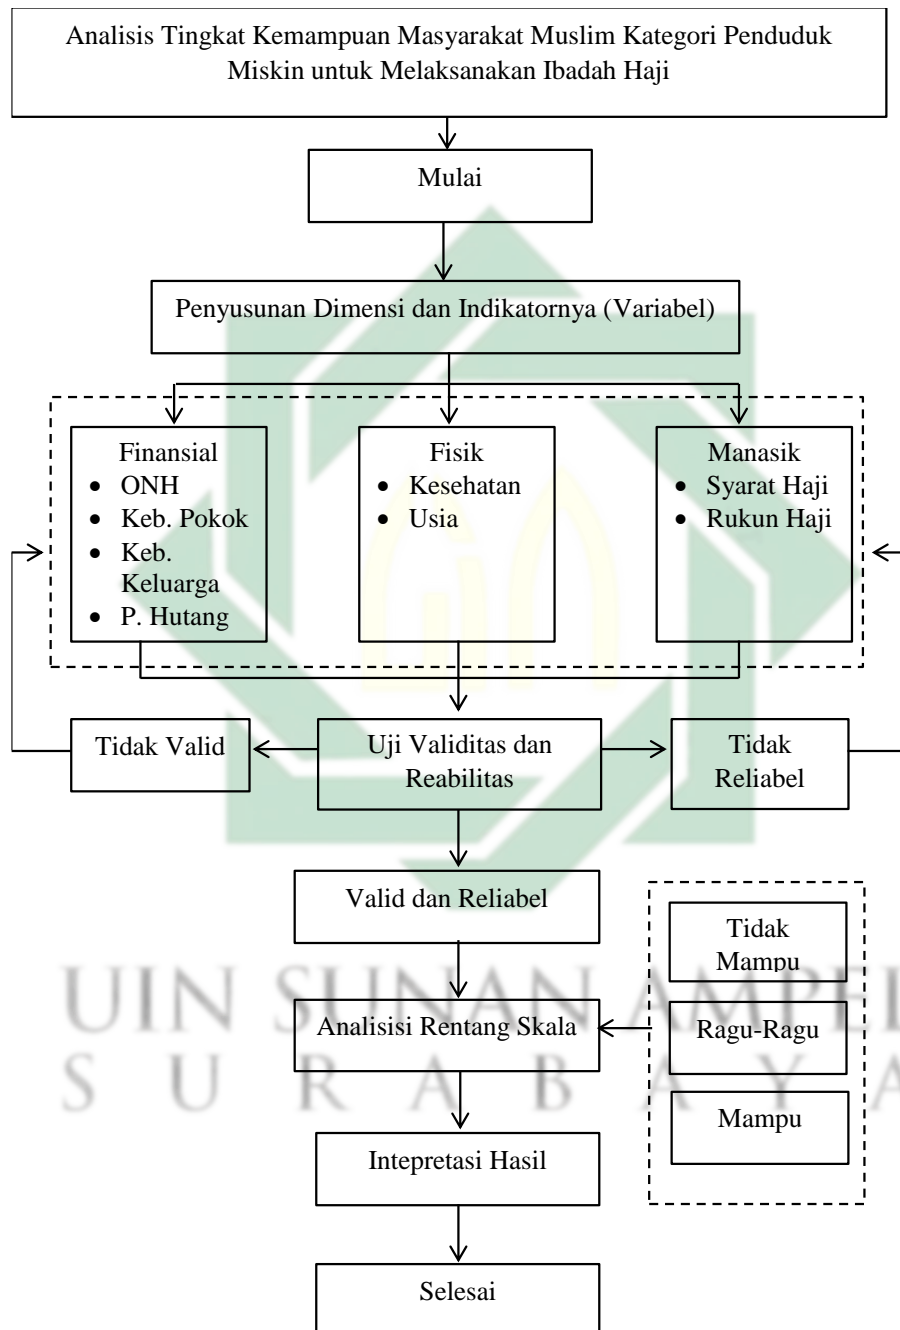 Analisis Tingkat Kemampuan Masyarakat Muslim Kategori Penduduk
Miskin untuk Melaksanakan Ibadah Haji
Mulai
Penyusunan Dimensi dan Indikatornya (Variabel)
Finansial
• ONH
• Keb. Pokok
• Keb.
Keluarga
• P. Hutang
Fisik
• Kesehatan
• Usia
Manasik
• Syarat Haji
• Rukun Haji
Tidak Valid
Uji Validitas dan
Reabilitas
Tidak
Reliabel
Valid dan Reliabel
Tidak
Mampu
Analisisi Rentang Skala
Ragu-Ragu
Mampu
Intepretasi Hasil
Selesai
UIN SUNAN AMPEL
S U R A B A Y A